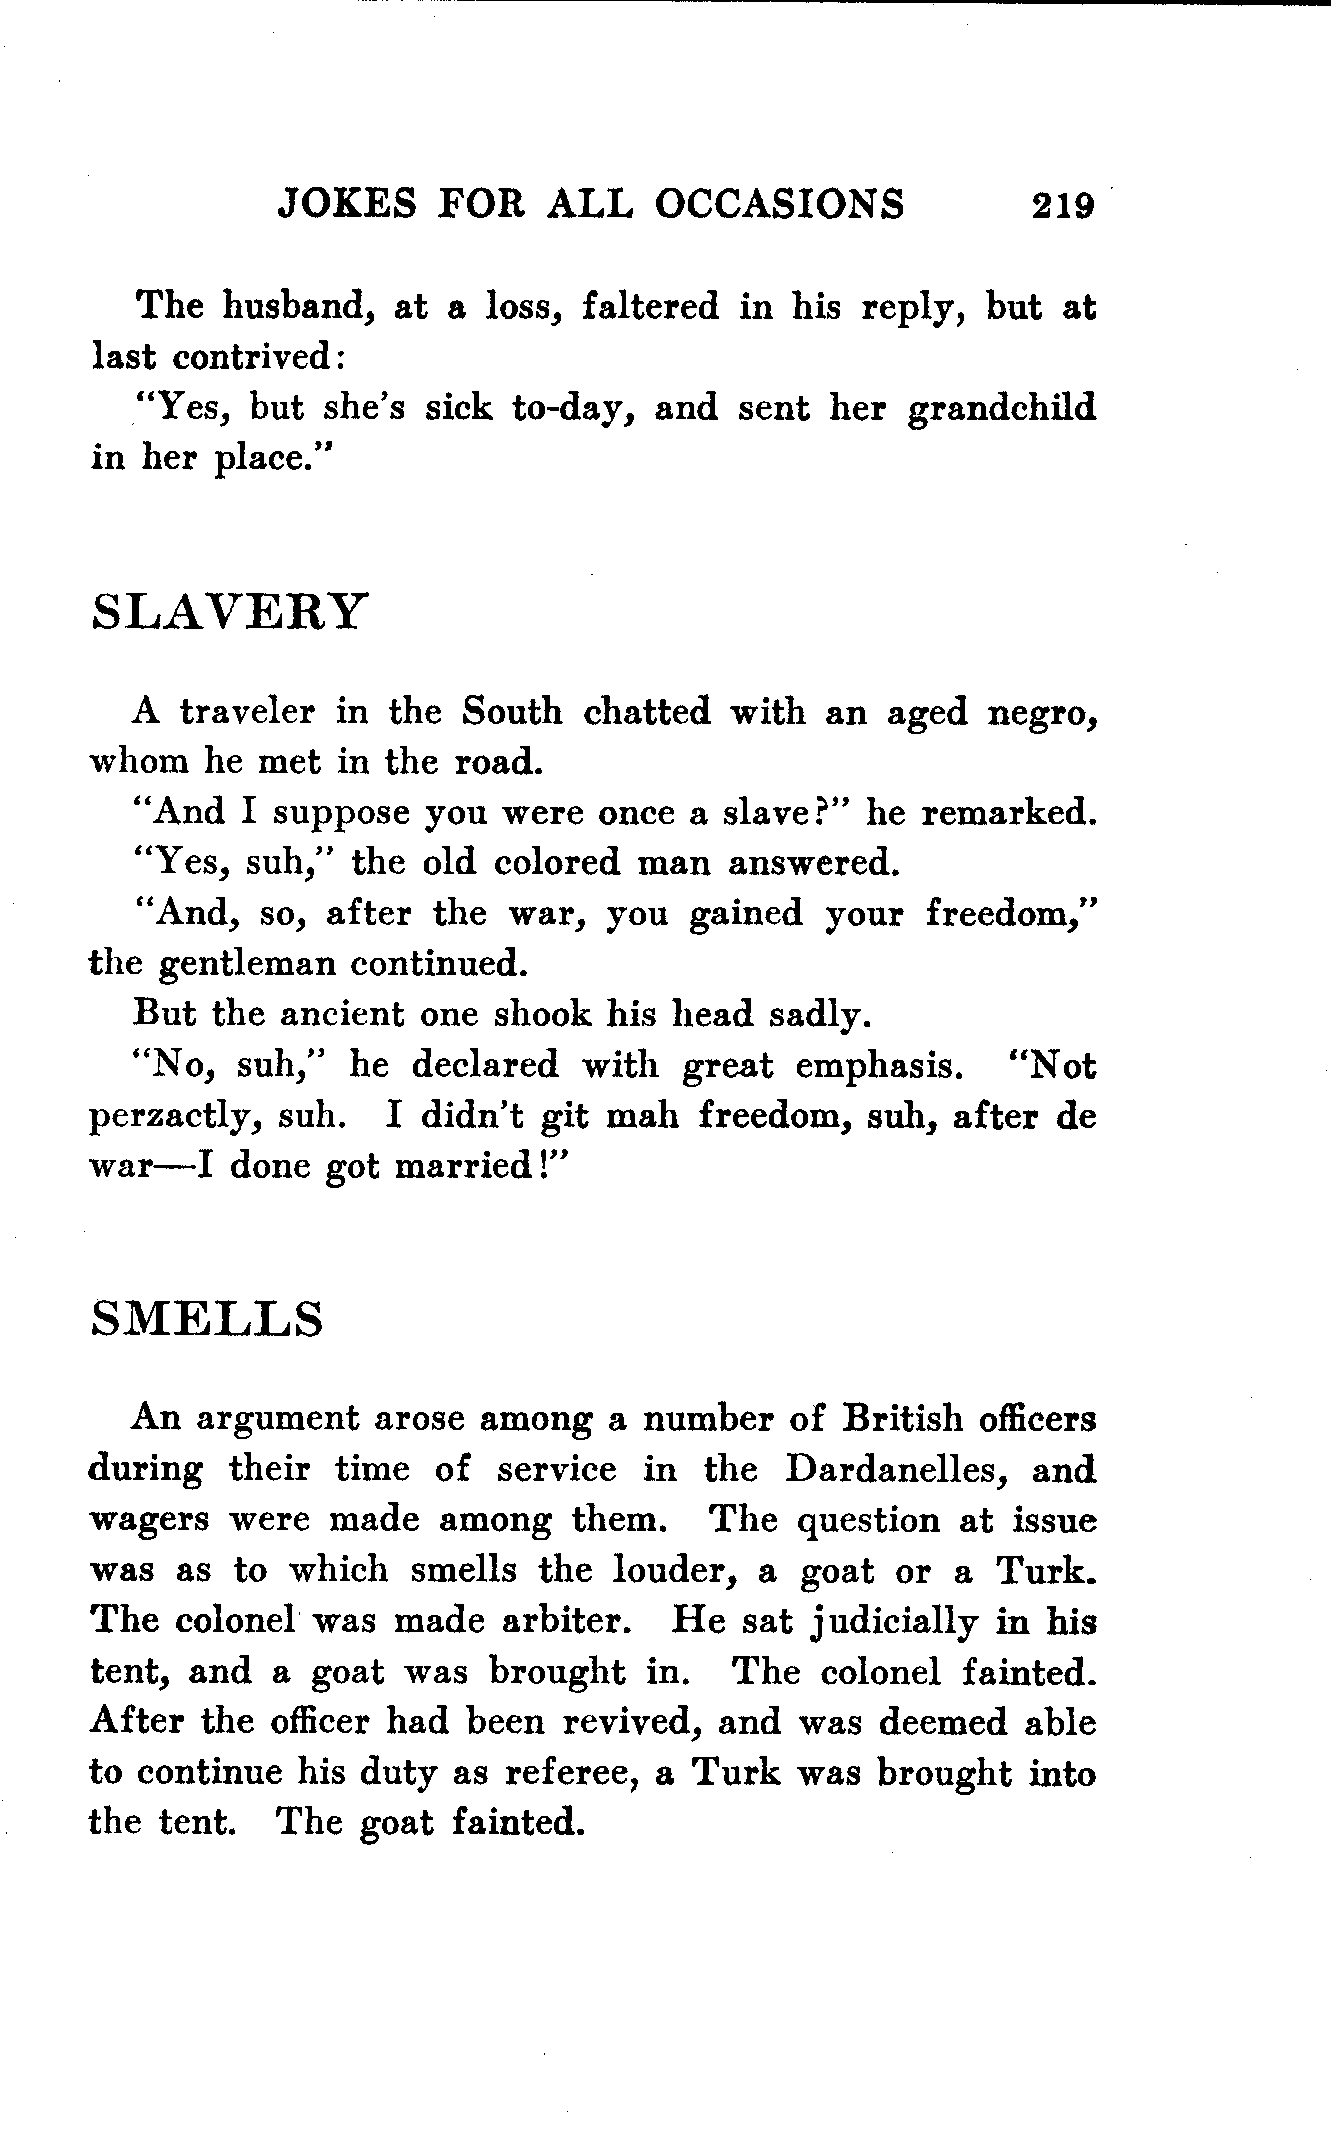 JOKES FOR ALL OCCASIONS 219
The husband, at a loss, faltered in his reply, but at
last contrived:
"Yes, but she's sick to-day, and sent her grandchild
in her place."
SLAVERY
A traveler in the South chatted with an aged negro,
whom he met in the road.
"And I suppose you were once a slave?" he remarked.
"Yes, suh," the old colored man answered.
"And, so, after the war, you gained your freedom,"
the gentleman continued.
But the ancient one shook his head sadly.
"No, suh," he declared with great emphasis. "Not
perzactly, suh. I didn't git mah freedom, suh, after de
war—I done got married!"
SMELLS
An argument arose among a number of British officers
during their time of service in the Dardanelles, and
wagers were made among them. The question at issue
was as to which smells the louder, a goat or a Turk.
The colonel was made arbiter. He sat judicially in his
tent, and a goat was brought in. The colonel fainted.
After the officer had been revived, and was deemed able
to continue his duty as referee, a Turk was brought into
the tent. The goat fainted.